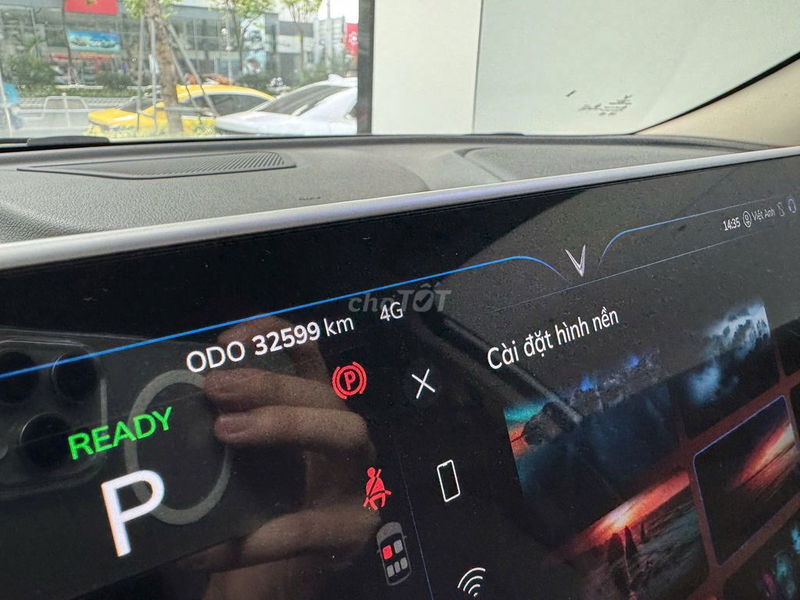 14:35 Việt Anh
chợTỐT
ODO 32599 km 4G
Cài đặt hình nền
P
READY
P